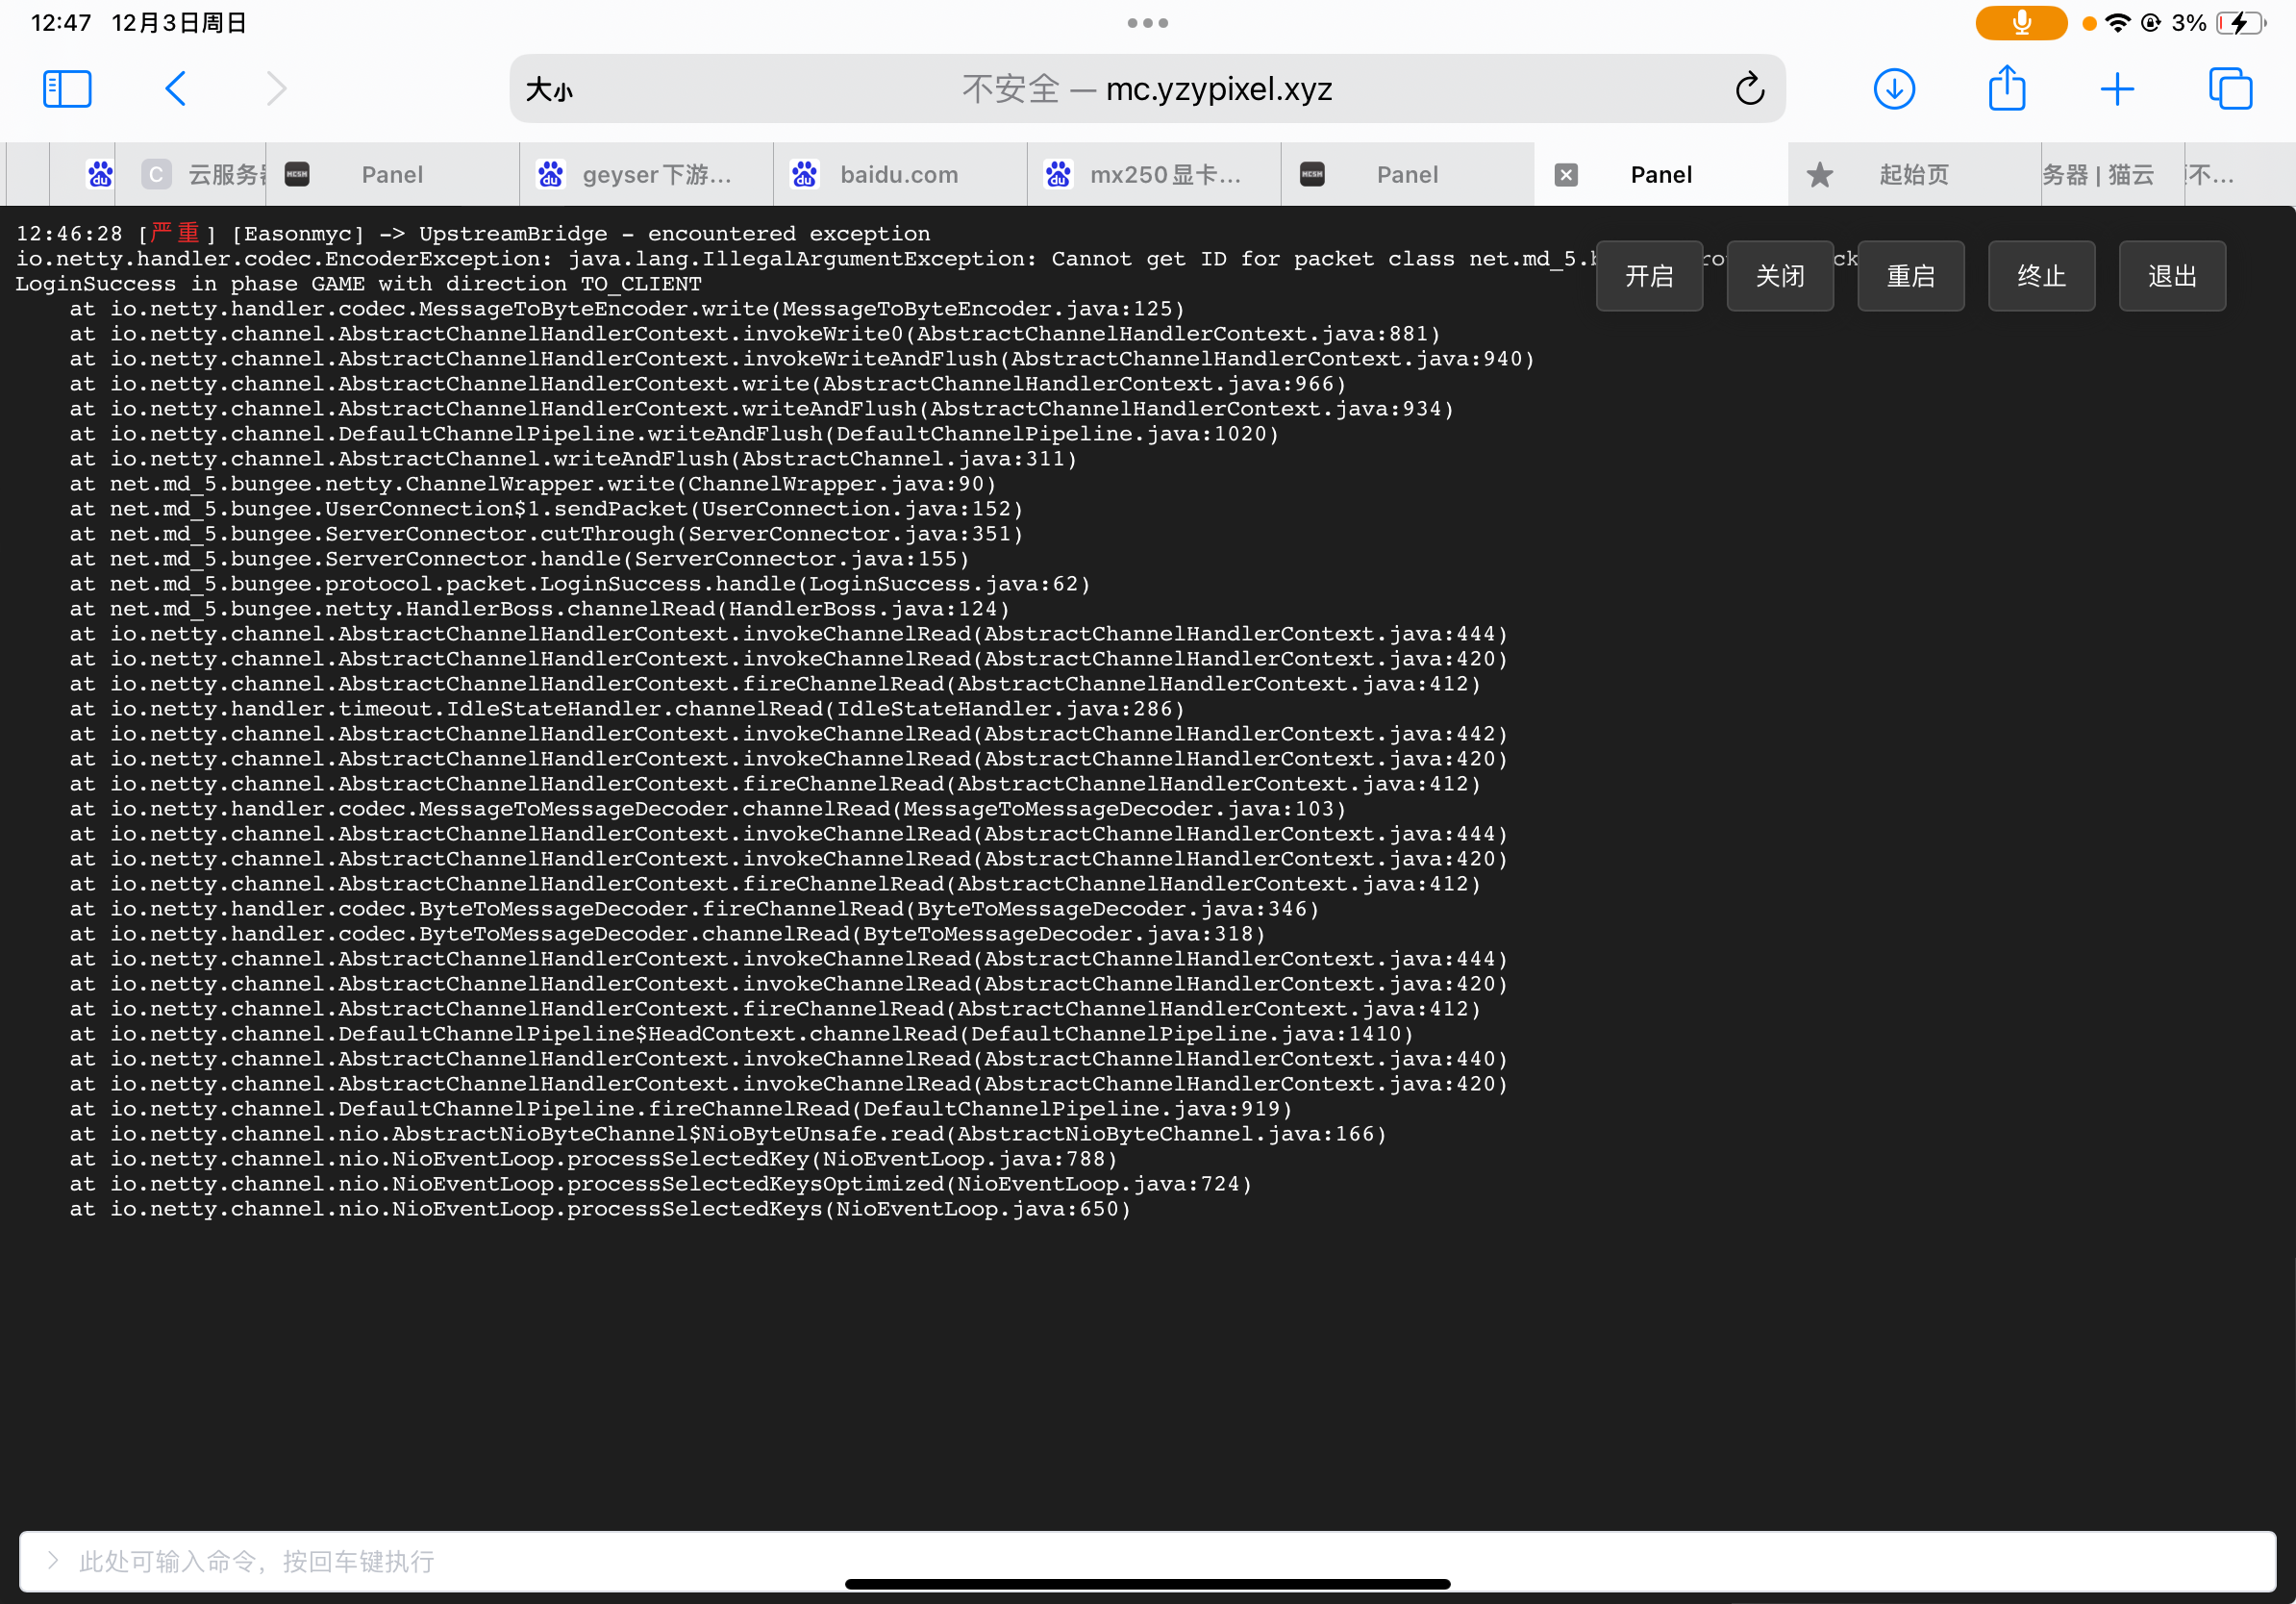 12:47 12月3日周日
3%
大小
不安全 — mc.yzypixel.xyz
云服务 Panel geyser下游... baidu.com mx250显卡... Panel Panel 起始页 务器 | 猫云 不...
12:46:28 [严重] [Easonmyc] -> UpstreamBridge - encountered exception
io.netty.handler.codec.EncoderException: java.lang.IllegalArgumentException: Cannot get ID for packet class net.md_5.
开启 关闭 重启 终止 退出
LoginSuccess in phase GAME with direction TO_CLIENT
at io.netty.handler.codec.MessageToByteEncoder.write(MessageToByteEncoder.java:125)
at io.netty.channel.AbstractChannelHandlerContext.invokeWrite0(AbstractChannelHandlerContext.java:881)
at io.netty.channel.AbstractChannelHandlerContext.invokeWriteAndFlush(AbstractChannelHandlerContext.java:940)
at io.netty.channel.AbstractChannelHandlerContext.write(AbstractChannelHandlerContext.java:966)
at io.netty.channel.AbstractChannelHandlerContext.writeAndFlush(AbstractChannelHandlerContext.java:934)
at io.netty.channel.DefaultChannelPipeline.writeAndFlush(DefaultChannelPipeline.java:1020)
at io.netty.channel.AbstractChannel.writeAndFlush(AbstractChannel.java:311)
at net.md_5.bungee.netty.ChannelWrapper.write(ChannelWrapper.java:90)
at net.md_5.bungee.UserConnection$1.sendPacket(UserConnection.java:152)
at net.md_5.bungee.ServerConnector.cutThrough(ServerConnector.java:351)
at net.md_5.bungee.ServerConnector.handle(ServerConnector.java:155)
at net.md_5.bungee.protocol.packet.LoginSuccess.handle(LoginSuccess.java:62)
at net.md_5.bungee.netty.HandlerBoss.channelRead(HandlerBoss.java:124)
at io.netty.channel.AbstractChannelHandlerContext.invokeChannelRead(AbstractChannelHandlerContext.java:444)
at io.netty.channel.AbstractChannelHandlerContext.invokeChannelRead(AbstractChannelHandlerContext.java:420)
at io.netty.channel.AbstractChannelHandlerContext.fireChannelRead(AbstractChannelHandlerContext.java:412)
at io.netty.handler.timeout.IdleStateHandler.channelRead(IdleStateHandler.java:286)
at io.netty.channel.AbstractChannelHandlerContext.invokeChannelRead(AbstractChannelHandlerContext.java:442)
at io.netty.channel.AbstractChannelHandlerContext.invokeChannelRead(AbstractChannelHandlerContext.java:420)
at io.netty.channel.AbstractChannelHandlerContext.fireChannelRead(AbstractChannelHandlerContext.java:412)
at io.netty.handler.codec.MessageToMessageDecoder.channelRead(MessageToMessageDecoder.java:103)
at io.netty.channel.AbstractChannelHandlerContext.invokeChannelRead(AbstractChannelHandlerContext.java:444)
at io.netty.channel.AbstractChannelHandlerContext.invokeChannelRead(AbstractChannelHandlerContext.java:420)
at io.netty.channel.AbstractChannelHandlerContext.fireChannelRead(AbstractChannelHandlerContext.java:412)
at io.netty.handler.codec.ByteToMessageDecoder.fireChannelRead(ByteToMessageDecoder.java:346)
at io.netty.handler.codec.ByteToMessageDecoder.channelRead(ByteToMessageDecoder.java:318)
at io.netty.channel.AbstractChannelHandlerContext.invokeChannelRead(AbstractChannelHandlerContext.java:444)
at io.netty.channel.AbstractChannelHandlerContext.invokeChannelRead(AbstractChannelHandlerContext.java:420)
at io.netty.channel.AbstractChannelHandlerContext.fireChannelRead(AbstractChannelHandlerContext.java:412)
at io.netty.channel.DefaultChannelPipeline$HeadContext.channelRead(DefaultChannelPipeline.java:1410)
at io.netty.channel.AbstractChannelHandlerContext.invokeChannelRead(AbstractChannelHandlerContext.java:440)
at io.netty.channel.AbstractChannelHandlerContext.invokeChannelRead(AbstractChannelHandlerContext.java:420)
at io.netty.channel.DefaultChannelPipeline.fireChannelRead(DefaultChannelPipeline.java:919)
at io.netty.channel.nio.AbstractNioByteChannel$NioByteUnsafe.read(AbstractNioByteChannel.java:166)
at io.netty.channel.nio.NioEventLoop.processSelectedKey(NioEventLoop.java:788)
at io.netty.channel.nio.NioEventLoop.processSelectedKeysOptimized(NioEventLoop.java:724)
at io.netty.channel.nio.NioEventLoop.processSelectedKeys(NioEventLoop.java:650)
此处可输入命令，按回车键执行